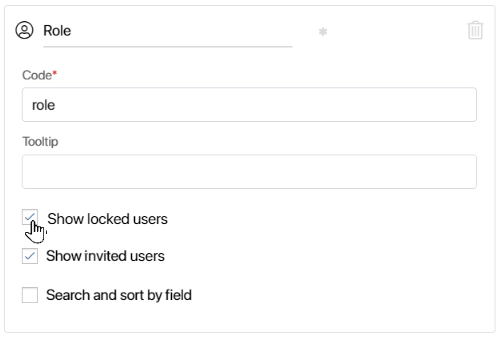 Role
Code*
role
Tooltip
Show locked users
Show invited users
Search and sort by field